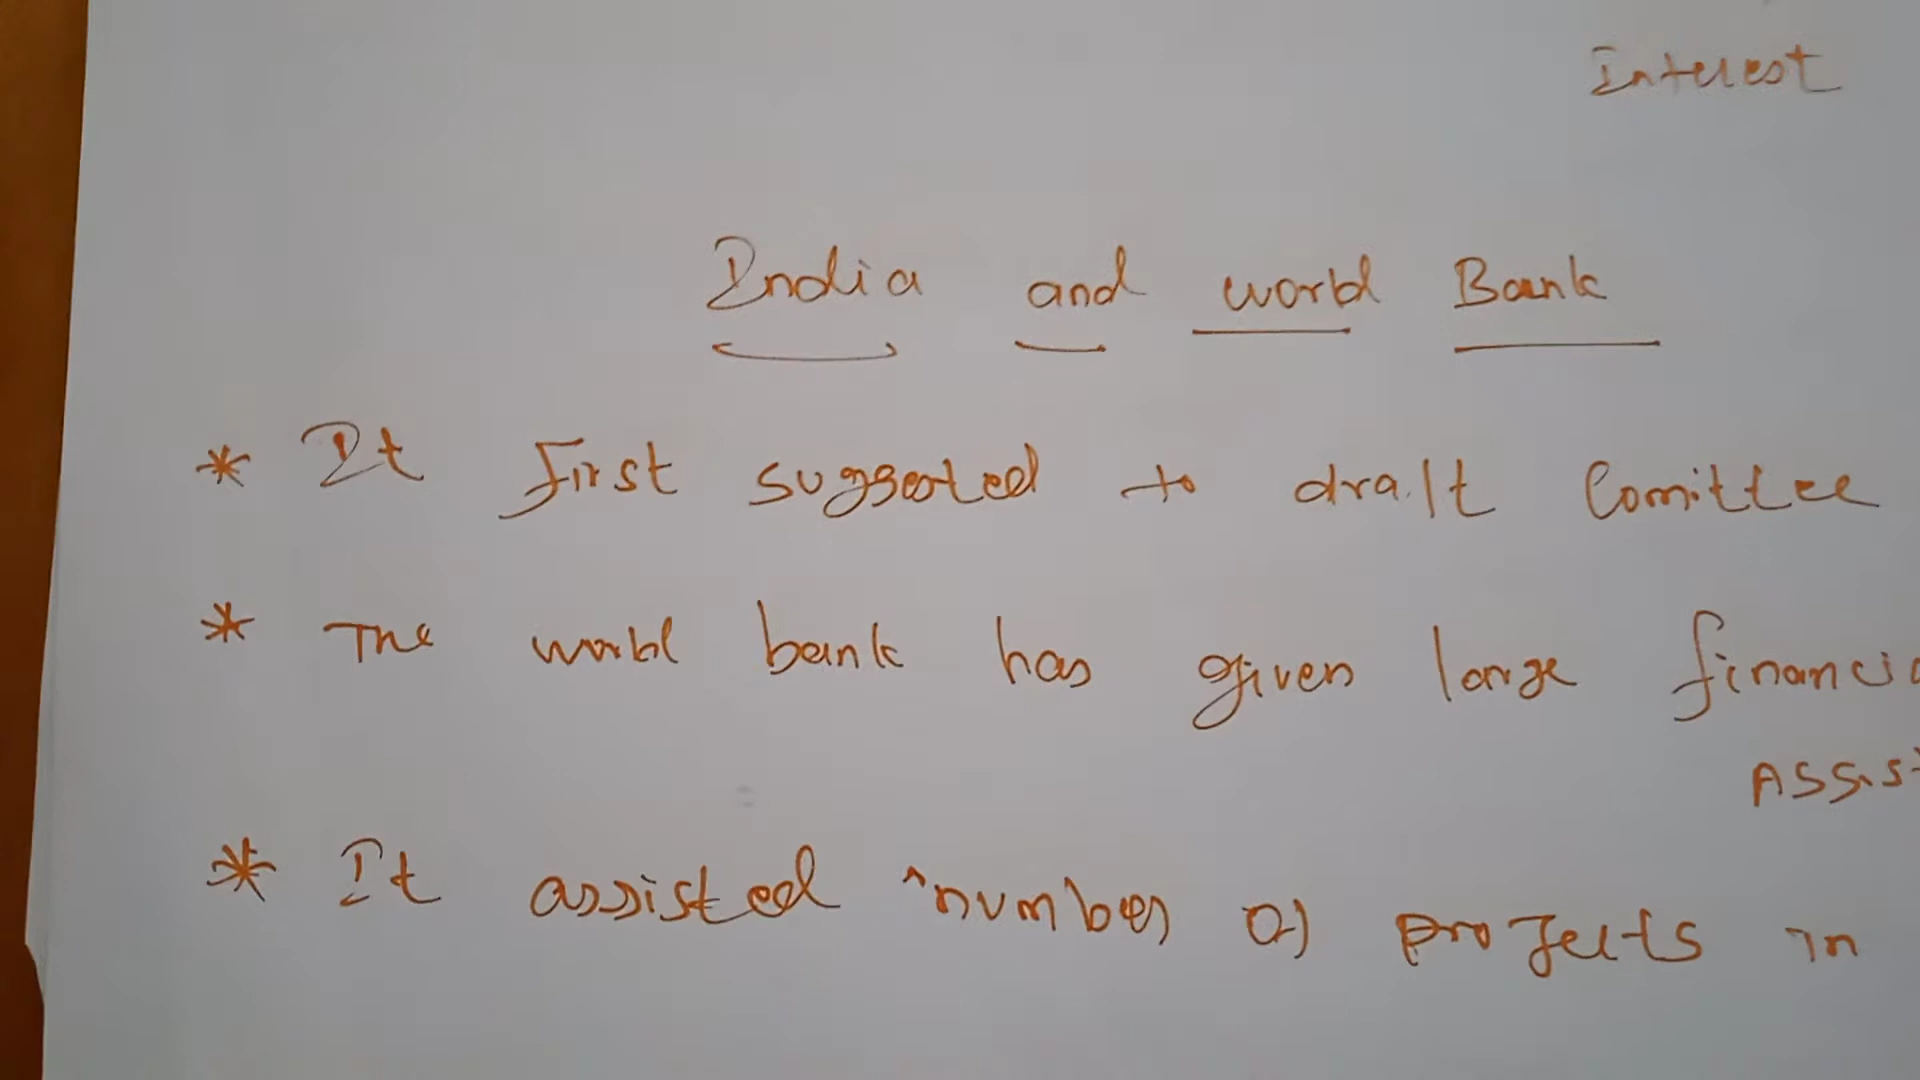 Interest
India and world Bank
* It first suggested to draft Comittee
* The world bank has given large financia
Assis
* It assisted number of projects in